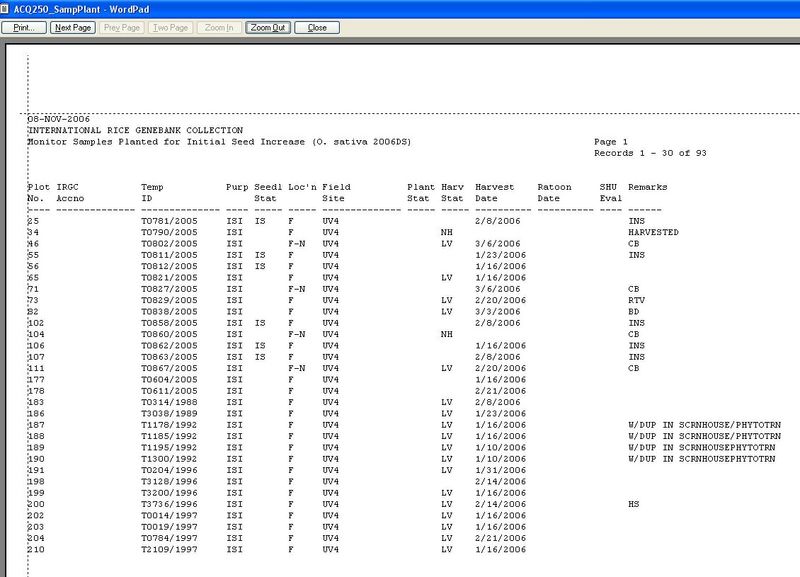 ACQ250_SampPlant - WordPad
Print... Next Page Prev Page Two Page Zoom In Zoom Out Close
08-NOV-2006
INTERNATIONAL RICE GENEBANK COLLECTION
Monitor Samples Planted for Initial Seed Increase (O. sativa 2006DS) Page 1
Records 1 - 30 of 93
Plot IRGC Temp Purp Seedl Loc'n Field Plant Harv Harvest Ratoon SHU Remarks
No. Accno ID Stat Site Stat Stat Date Date Eval
25 T0781/2005 ISI IS F UV4 2/8/2006 INS
34 T0790/2005 ISI F UV4 NH HARVESTED
46 T0802/2005 ISI F-N UV4 LV 3/6/2006 CB
55 T0811/2005 ISI IS F UV4 1/23/2006 INS
56 T0812/2005 ISI IS F UV4 1/16/2006
65 T0821/2005 ISI F UV4 LV 1/16/2006
71 T0827/2005 ISI F-N UV4 3/6/2006 CB
73 T0829/2005 ISI F UV4 LV 2/20/2006 RTV
82 T0838/2005 ISI F UV4 LV 3/3/2006 BD
102 T0858/2005 ISI IS F UV4 2/8/2006 INS
104 T0860/2005 ISI F-N UV4 NH CB
106 T0862/2005 ISI IS F UV4 1/16/2006 INS
107 T0863/2005 ISI IS F UV4 2/8/2006 INS
111 T0867/2005 ISI F-N UV4 LV 2/20/2006 CB
177 T0604/2005 ISI F UV4 1/16/2006
178 T0611/2005 ISI F UV4 2/21/2006
183 T0314/1988 ISI F UV4 LV 2/8/2006
186 T3038/1989 ISI F UV4 LV 1/23/2006
187 T1178/1992 ISI F UV4 LV 1/16/2006 W/DUP IN SCRNHOUSE/PHYTOTRN
188 T1185/1992 ISI F UV4 LV 1/16/2006 W/DUP IN SCRNHOUSE/PHYTOTRN
189 T1195/1992 ISI F UV4 LV 1/10/2006 W/DUP IN SCRNHOUSEPHYTOTRN
190 T1300/1992 ISI F UV4 LV 1/10/2006 W/DUP IN SCRNHOUSEPHYTOTRN
191 T0204/1996 ISI F UV4 LV 1/31/2006
198 T3128/1996 ISI F UV4 2/14/2006
199 T3200/1996 ISI F UV4 LV 1/16/2006
200 T3736/1996 ISI F UV4 LV 2/14/2006 HS
202 T0014/1997 ISI F UV4 LV 1/16/2006
203 T0019/1997 ISI F UV4 LV 1/16/2006
204 T0784/1997 ISI F UV4 LV 2/21/2006
210 T2109/1997 ISI F UV4 LV 1/16/2006